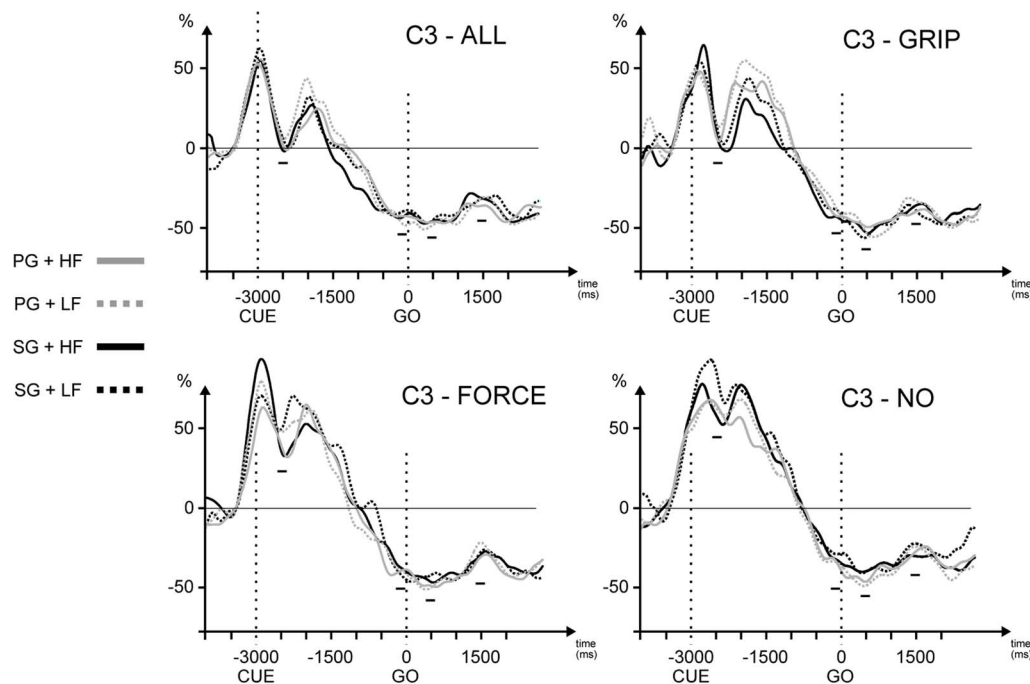 % C3 - ALL
50
0
-50
-3000 -1500 0 1500 time (ms)
CUE GO
% C3 - GRIP
50
0
-50
-3000 -1500 0 1500 time (ms)
CUE GO
PG + HF
PG + LF
SG + HF
SG + LF
% C3 - FORCE
50
0
-50
-3000 -1500 0 1500 time (ms)
CUE GO
% C3 - NO
50
0
-50
-3000 -1500 0 1500 time (ms)
CUE GO